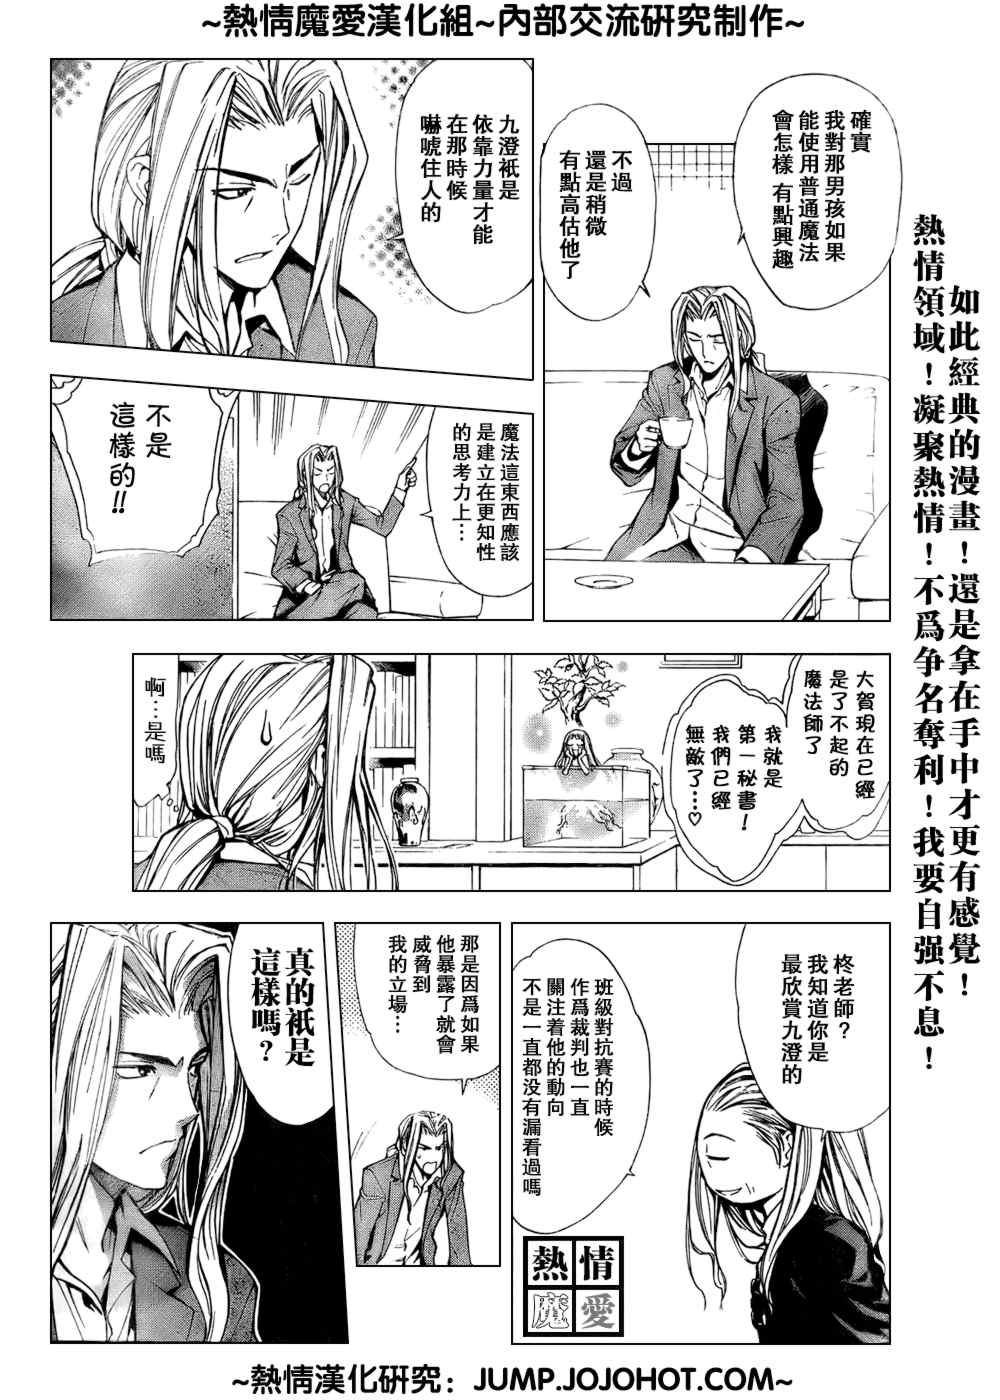 ~熱情魔愛漢化組~內部交流研究制作~
確實
我對那男孩如果
能使用普通魔法
會怎樣 有點興趣
不過
還是稍微
有點高估他了
九澄衹是
依靠力量才能
在那時候
嚇唬住人的
魔法這東西應該
是建立在更知性
的思考力上…
不是
這樣的!!
大賀現在已經
是了不起的
魔法師了
我就是
第一秘書！
我們已經
無敵了…♡
啊…是嗎
柊老師？
我知道你是
最欣賞九澄的
班級對抗賽的時候
作爲裁判也一直
關注着他的動向
不是一直都没有漏看過嗎
那是因爲如果
他暴露了就會
威脅到
我的立場…
真的衹是
這樣嗎？
如此經典的漫畫！還是拿在手中才更有感覺！
熱情領域！凝聚熱情！不爲争名奪利！我要自强不息！
熱情
魔愛
~熱情漢化研究：JUMP.JOJOHOT.COM~